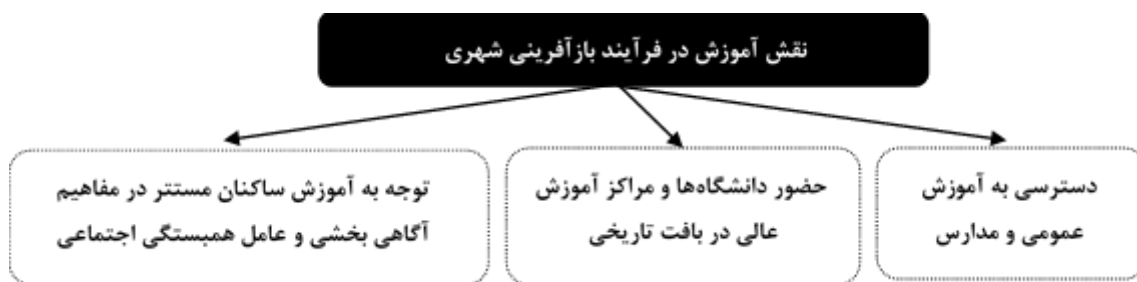 نقش آموزش در فرآیند بازآفرینی شهری
دسترسی به آموزش
عمومی و مدارس
حضور دانشگاه‌ها و مراکز آموزش
عالی در بافت تاریخی
توجه به آموزش ساکنان مستتر در مفاهیم
آگاهی بخشی و عامل همبستگی اجتماعی